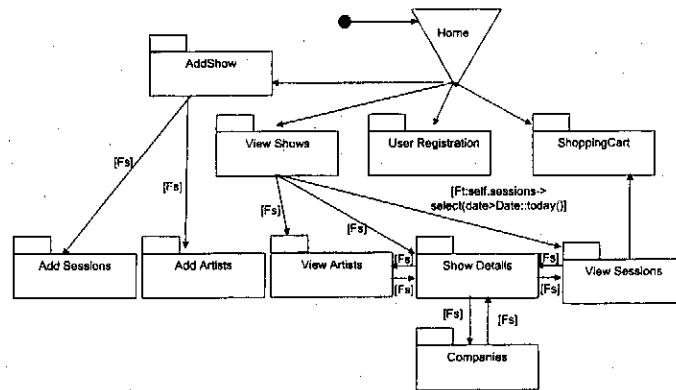 Home
AddShow
View Shows
User Registration
ShoppingCart
[Fs]
[Fs]
[Ft:self.sessions->
select(date>Date::today()]
[Fs]
[Fs]
Add Sessions
Add Artists
View Artists
[Fs]
[Fs]
Show Details
[Fs]
[Fs]
View Sessions
[Fs]
[Fs]
Companies